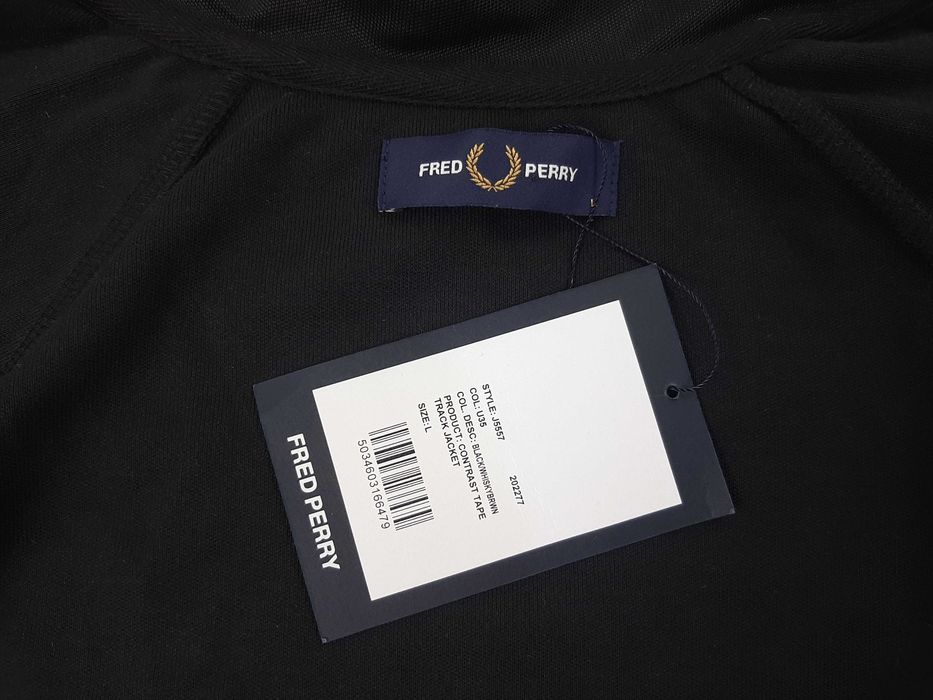 FRED PERRY
STYLE: J5557
COL: U35 202277
COL. DESC: BLACK/WHISKYBRWN
PRODUCT: CONTRAST TAPE
TRACK JACKET
SIZE: L
5034603166479
FRED PERRY